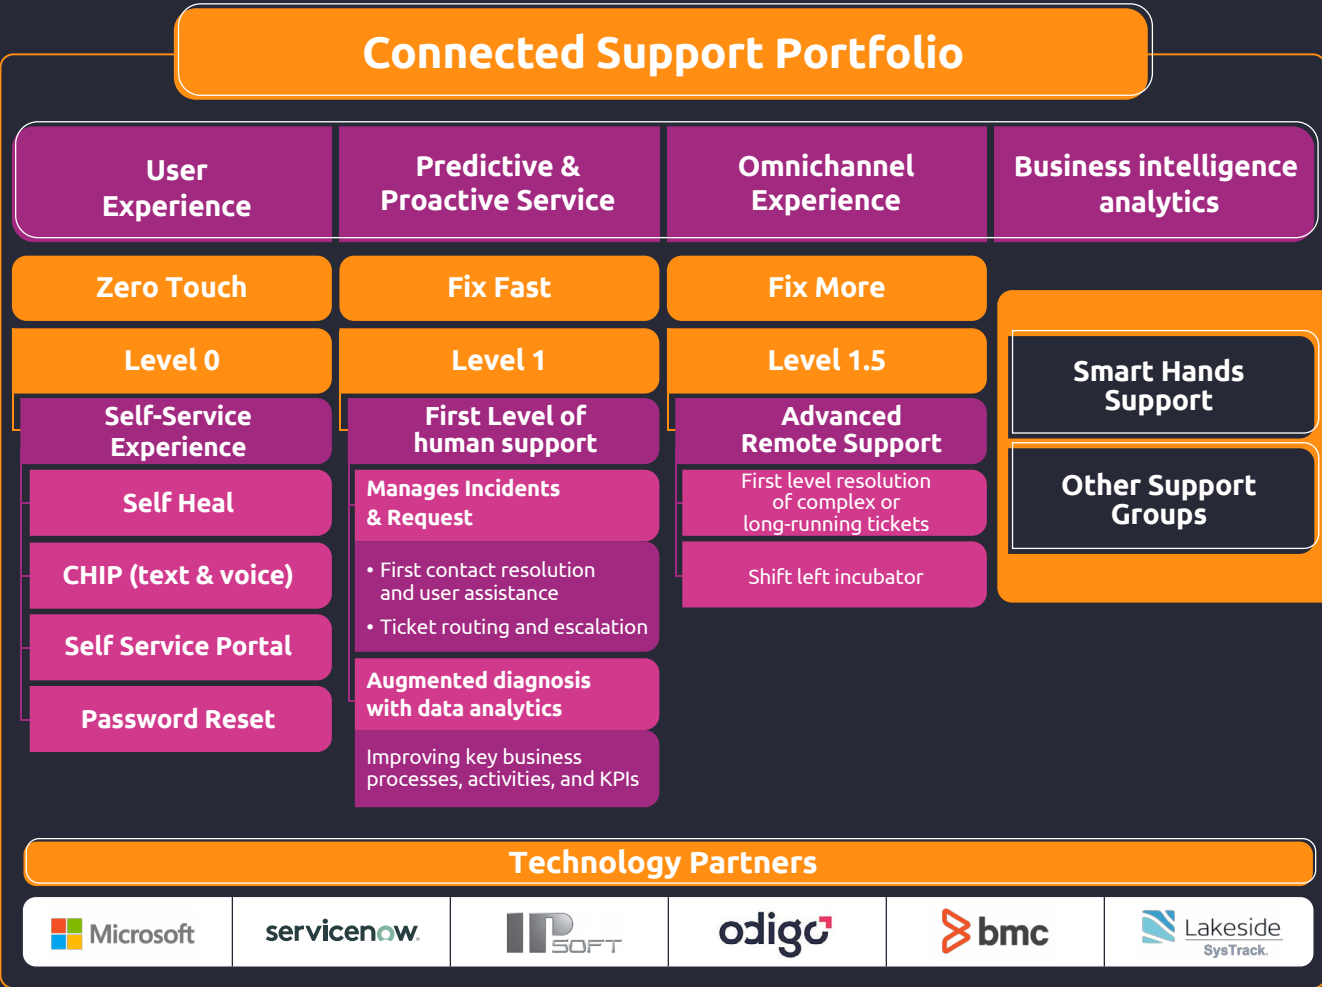 Connected Support Portfolio
User
Experience
Predictive &
Proactive Service
Omnichannel
Experience
Business intelligence
analytics
Zero Touch
Fix Fast
Fix More
Level 0
Level 1
Level 1.5
Self-Service
Experience
Self Heal
CHIP (text & voice)
Self Service Portal
Password Reset
First Level of
human support
Manages Incidents
& Request
• First contact resolution
and user assistance
• Ticket routing and escalation
Augmented diagnosis
with data analytics
Improving key business
processes, activities, and KPIs
Advanced
Remote Support
First level resolution
of complex or
long-running tickets
Shift left incubator
Smart Hands
Support
Other Support
Groups
Technology Partners
Microsoft
servicenow.
IP
SOFT
odigo
bmc
Lakeside
SysTrack.